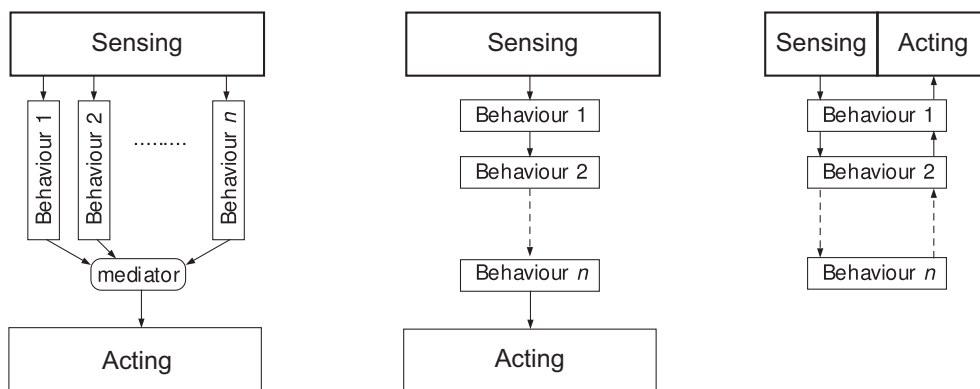 Sensing
Behaviour 1
Behaviour 2
.........
Behaviour n
mediator
Acting
Sensing
Behaviour 1
Behaviour 2
Behaviour n
Acting
Sensing
Acting
Behaviour 1
Behaviour 2
Behaviour n